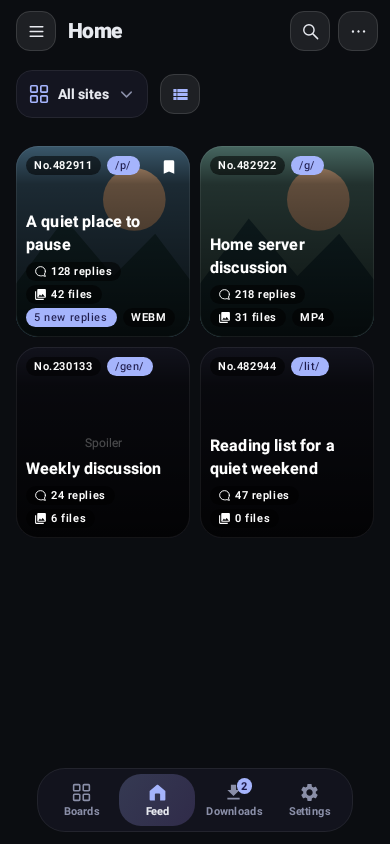 Home
All sites
No.482911 /p/
A quiet place to
pause
128 replies
42 files
5 new replies WEBM
No.482922 /g/
Home server
discussion
218 replies
31 files MP4
No.230133 /gen/
Spoiler
Weekly discussion
24 replies
6 files
No.482944 /lit/
Reading list for a
quiet weekend
47 replies
0 files
2
Boards Feed Downloads Settings